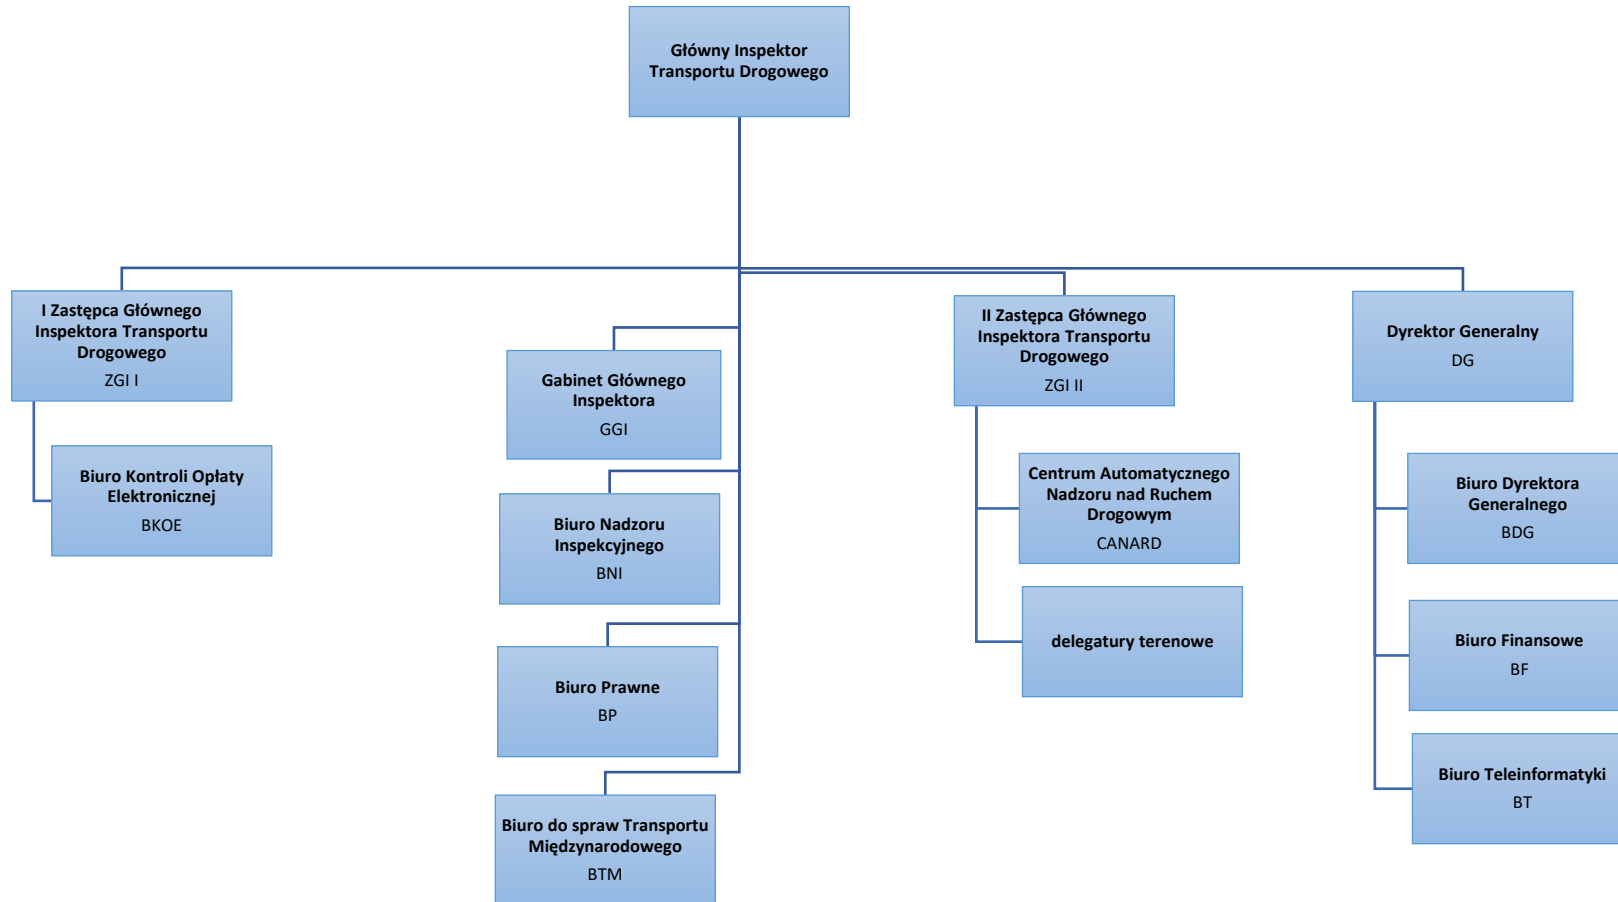 Główny Inspektor
Transportu Drogowego
I Zastępca Głównego
Inspektora Transportu
Drogowego
ZGI I
Biuro Kontroli Opłaty
Elektronicznej
BKOE
Gabinet Głównego
Inspektora
GGI
Biuro Nadzoru
Inspekcyjnego
BNI
Biuro Prawne
BP
Biuro do spraw Transportu
Międzynarodowego
BTM
II Zastępca Głównego
Inspektora Transportu
Drogowego
ZGI II
Centrum Automatycznego
Nadzoru nad Ruchem
Drogowym
CANARD
delegatury terenowe
Dyrektor Generalny
DG
Biuro Dyrektora
Generalnego
BDG
Biuro Finansowe
BF
Biuro Teleinformatyki
BT